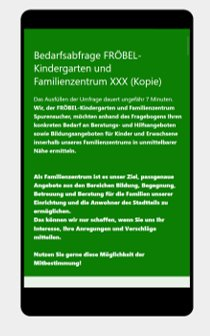 Bedarfsabfrage FRÖBEL-
Kindergarten und
Familienzentrum XXX (Kopie)
Das Ausfüllen der Umfrage dauert ungefähr 7 Minuten.
Wir, der FRÖBEL-Kindergarten und Familienzentrum
Spurensucher, möchten anhand des Fragebogens Ihren
konkreten Bedarf an Beratungs- und Hilfsangeboten
sowie Bildungsangeboten für Kinder und Erwachsene
innerhalb unseres Familienzentrums in unmittelbarer
Nähe ermitteln.
Als Familienzentrum ist es unser Ziel, passgenaue
Angebote aus den Bereichen Bildung, Begegnung,
Betreuung und Beratung für die Familien unserer
Einrichtung und die Anwohner des Stadtteils zu
ermöglichen.
Das können wir nur schaffen, wenn Sie uns Ihr
Interesse, Ihre Anregungen und Vorschläge
mitteilen.
Nutzen Sie gerne diese Möglichkeit der
Mitbestimmung!